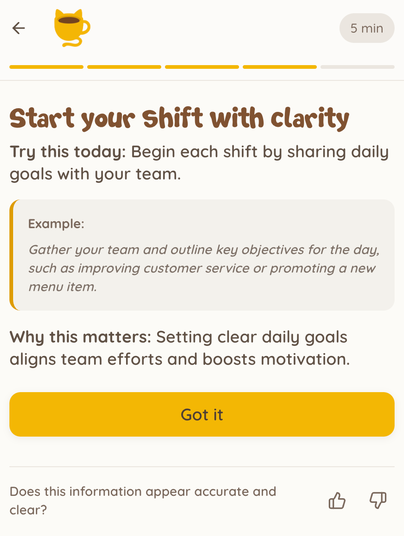 5 min
Start your shift with clarity
Try this today: Begin each shift by sharing daily
goals with your team.
Example:
Gather your team and outline key objectives for the day,
such as improving customer service or promoting a new
menu item.
Why this matters: Setting clear daily goals
aligns team efforts and boosts motivation.
Got it
Does this information appear accurate and
clear?